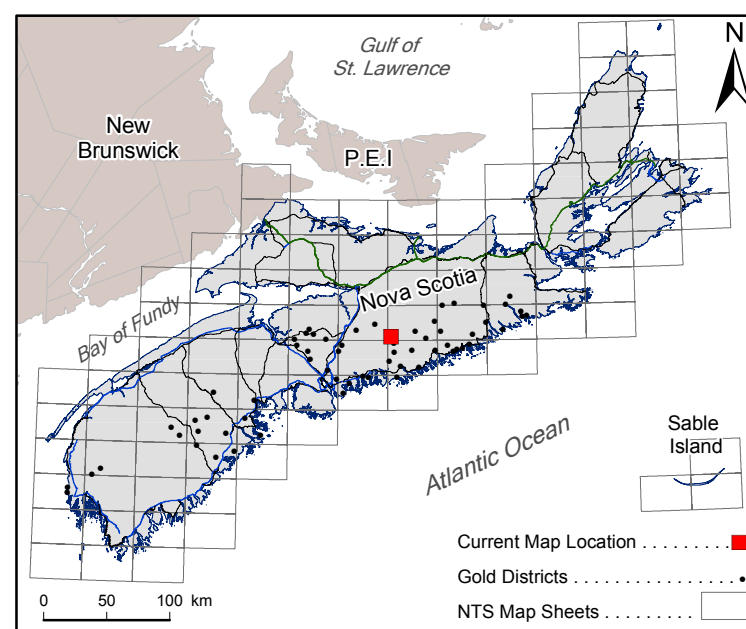 Gulf of
St. Lawrence
N
New
Brunswick
P.E.I
Nova Scotia
Bay of Fundy
Sable
Island
Atlantic Ocean
Current Map Location . . . . . . . . .
Gold Districts . . . . . . . . . . . . . . . .
NTS Map Sheets . . . . . . . . .
0 50 100 km